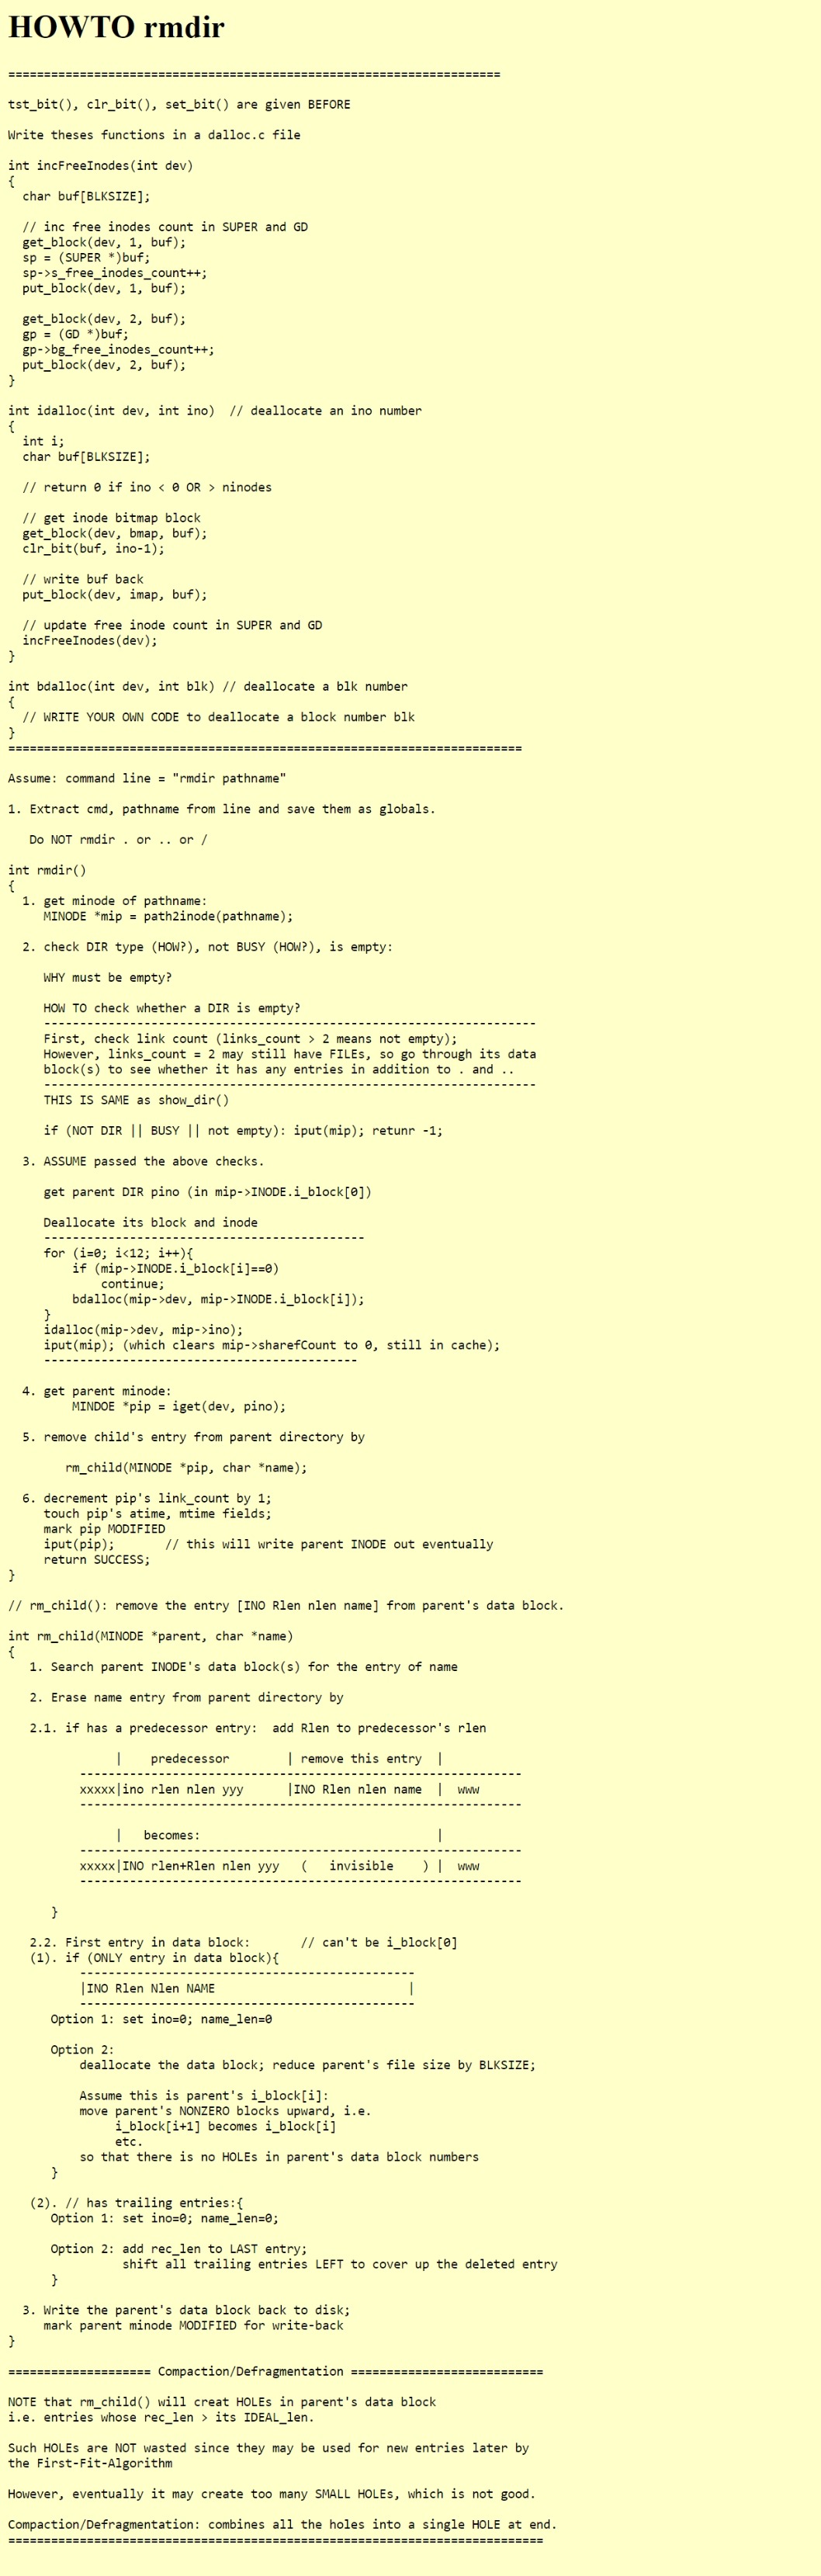 HOWTO rmdir
=====================================================================
tst_bit(), clr_bit(), set_bit() are given BEFORE
Write theses functions in a dalloc.c file
int incFreeInodes(int dev)
{
  char buf[BLKSIZE];
  // inc free inodes count in SUPER and GD
  get_block(dev, 1, buf);
  sp = (SUPER *)buf;
  sp->s_free_inodes_count++;
  put_block(dev, 1, buf);
  get_block(dev, 2, buf);
  gp = (GD *)buf;
  gp->bg_free_inodes_count++;
  put_block(dev, 2, buf);
}
int idalloc(int dev, int ino)  // deallocate an ino number
{
  int i;
  char buf[BLKSIZE];
  // return 0 if ino < 0 OR > ninodes
  // get inode bitmap block
  get_block(dev, bmap, buf);
  clr_bit(buf, ino-1);
  // write buf back
  put_block(dev, imap, buf);
  // update free inode count in SUPER and GD
  incFreeInodes(dev);
}
int bdalloc(int dev, int blk) // deallocate a blk number
{
  // WRITE YOUR OWN CODE to deallocate a block number blk
}
========================================================================
Assume: command line = "rmdir pathname"
1. Extract cmd, pathname from line and save them as globals.
   Do NOT rmdir . or .. or /
int rmdir()
{
  1. get minode of pathname:
     MINODE *mip = path2inode(pathname);
  2. check DIR type (HOW?), not BUSY (HOW?), is empty:
     WHY must be empty?
     HOW TO check whether a DIR is empty?
     ---------------------------------------------------------------------
     First, check link count (links_count > 2 means not empty);
     However, links_count = 2 may still have FILEs, so go through its data
     block(s) to see whether it has any entries in addition to . and ..
     ---------------------------------------------------------------------
     THIS IS SAME as show_dir()
     if (NOT DIR || BUSY || not empty): iput(mip); retunr -1;
  3. ASSUME passed the above checks.
     get parent DIR pino (in mip->INODE.i_block[0])
     Deallocate its block and inode
     ---------------------------------------------
     for (i=0; i<12; i++){
         if (mip->INODE.i_block[i]==0)
             continue;
         bdalloc(mip->dev, mip->INODE.i_block[i]);
     }
     idalloc(mip->dev, mip->ino);
     iput(mip); (which clears mip->sharefCount to 0, still in cache);
     --------------------------------------------
  4. get parent minode:
         MINDOE *pip = iget(dev, pino);
  5. remove child's entry from parent directory by
        rm_child(MINODE *pip, char *name);
  6. decrement pip's link_count by 1;
     touch pip's atime, mtime fields;
     mark pip MODIFIED
     iput(pip);       // this will write parent INODE out eventually
     return SUCCESS;
}
// rm_child(): remove the entry [INO Rlen nlen name] from parent's data block.
int rm_child(MINODE *parent, char *name)
{
   1. Search parent INODE's data block(s) for the entry of name
   2. Erase name entry from parent directory by
   2.1. if has a predecessor entry:  add Rlen to predecessor's rlen
               |    predecessor        | remove this entry  |
          --------------------------------------------------------------
          xxxxx|ino rlen nlen yyy      |INO Rlen nlen name  |  www
          --------------------------------------------------------------
               |   becomes:                                 |
          --------------------------------------------------------------
          xxxxx|INO rlen+Rlen nlen yyy   (   invisible    ) |  www
          --------------------------------------------------------------
      }
   2.2. First entry in data block:       // can't be i_block[0]
   (1). if (ONLY entry in data block){
          -----------------------------------------------
          |INO Rlen Nlen NAME                           |
          -----------------------------------------------
      Option 1: set ino=0; name_len=0
      Option 2:
          deallocate the data block; reduce parent's file size by BLKSIZE;
          Assume this is parent's i_block[i]:
          move parent's NONZERO blocks upward, i.e.
               i_block[i+1] becomes i_block[i]
               etc.
          so that there is no HOLEs in parent's data block numbers
      }
   (2). // has trailing entries:{
      Option 1: set ino=0; name_len=0;
      Option 2: add rec_len to LAST entry;
                shift all trailing entries LEFT to cover up the deleted entry
      }
  3. Write the parent's data block back to disk;
     mark parent minode MODIFIED for write-back
}
==================== Compaction/Defragmentation ===========================
NOTE that rm_child() will creat HOLEs in parent's data block
i.e. entries whose rec_len > its IDEAL_len.
Such HOLEs are NOT wasted since they may be used for new entries later by
the First-Fit-Algorithm
However, eventually it may create too many SMALL HOLEs, which is not good.
Compaction/Defragmentation: combines all the holes into a single HOLE at end.
===========================================================================